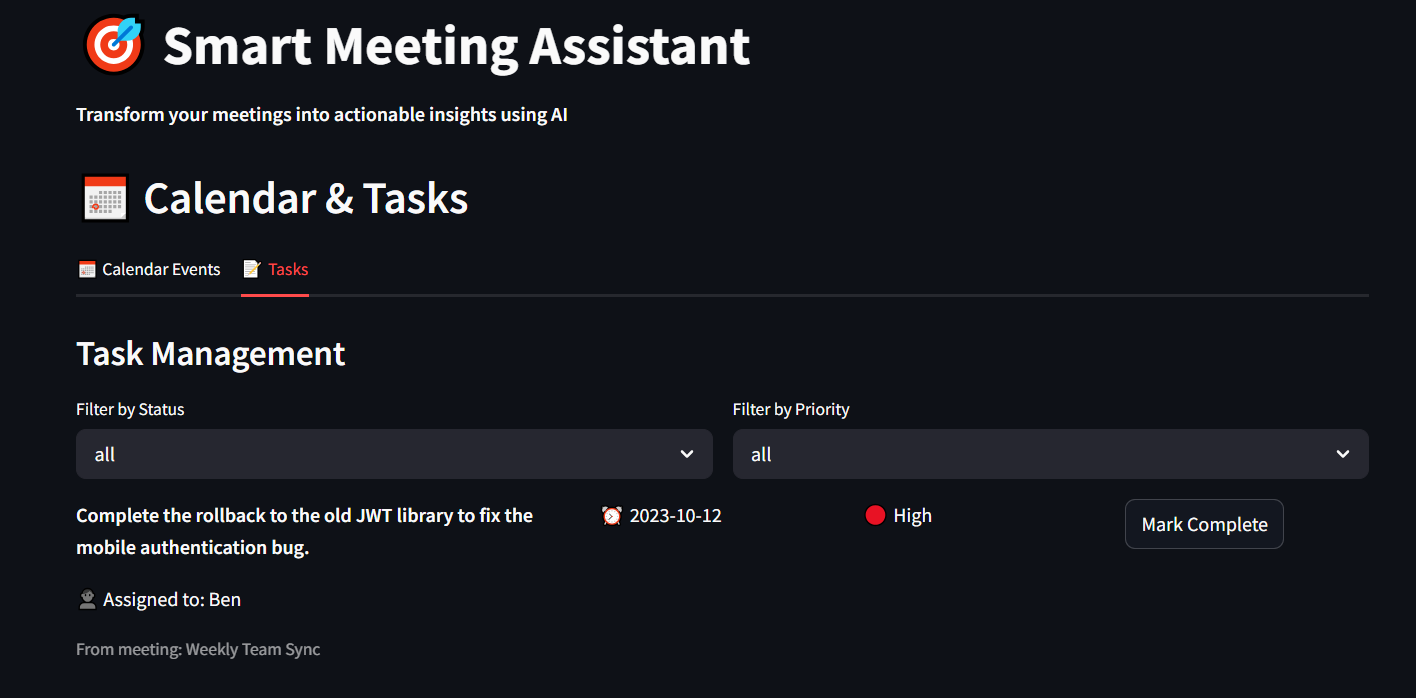 Smart Meeting Assistant
Transform your meetings into actionable insights using AI
Calendar & Tasks
Calendar Events
Tasks
Task Management
Filter by Status
Filter by Priority
all
all
Complete the rollback to the old JWT library to fix the
mobile authentication bug.
2023-10-12
High
Mark Complete
Assigned to: Ben
From meeting: Weekly Team Sync